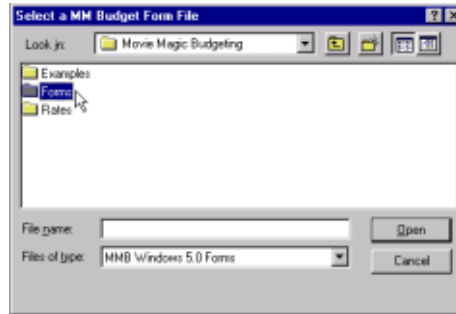 Select a MM Budget Form File
Look in: Movie Magic Budgeting
Examples
Forms
Rates
File name: Open
Files of type: MMB Windows 5.0 Forms Cancel